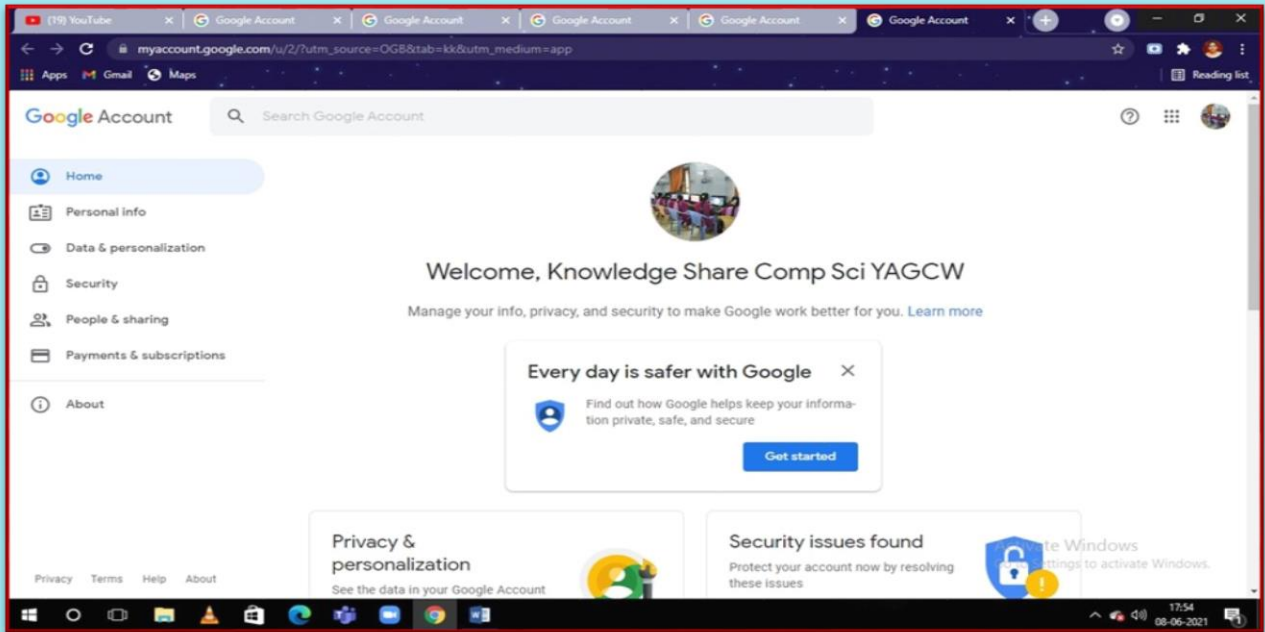 (19) YouTube
Google Account
Google Account
Google Account
Google Account
Google Account
myaccount.google.com/u/2/?utm_source=OGB&tab=kk&utm_medium=app
Apps Gmail Maps Reading list
Google Account
Search Google Account
Home
Personal info
Data & personalization
Security
People & sharing
Payments & subscriptions
About
Welcome, Knowledge Share Comp Sci YAGCW
Manage your info, privacy, and security to make Google work better for you. Learn more
Every day is safer with Google
Find out how Google helps keep your informa-
tion private, safe, and secure
Get started
Privacy &
personalization
See the data in your Google Account
Security issues found
Protect your account now by resolving
these issues
Windows
to activate Windows.
Privacy Terms Help About
17:54
08-06-2021